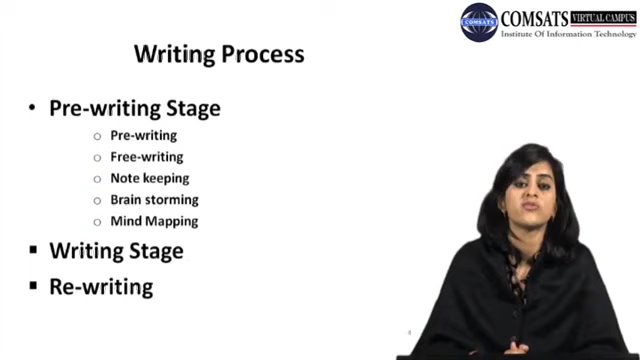 COMSATS VIRTUAL CAMPUS
Institute Of Information Technology
Writing Process
• Pre-writing Stage
○ Pre-writing
○ Free-writing
○ Note keeping
○ Brain storming
○ Mind Mapping
▪ Writing Stage
▪ Re-writing